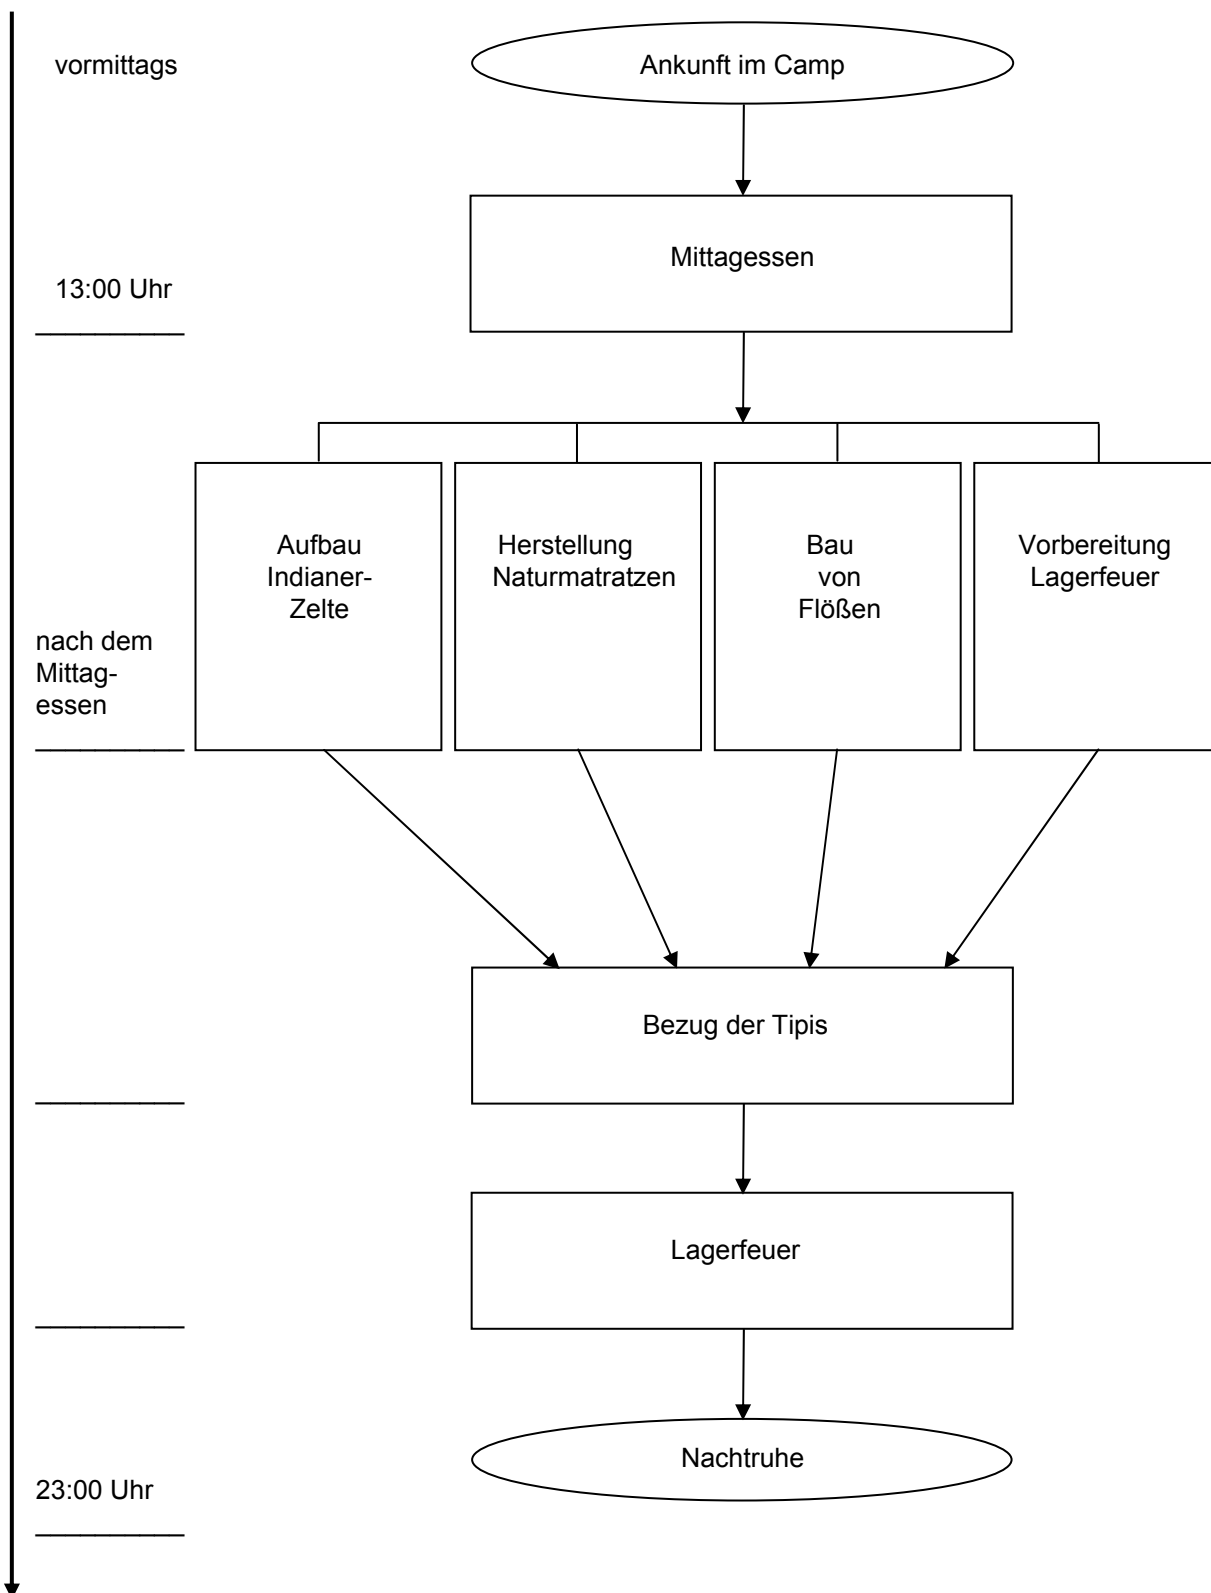 vormittags
Ankunft im Camp
Mittagessen
13:00 Uhr
Aufbau
Indianer-
Zelte
Herstellung
Naturmatratzen
Bau
von
Flößen
Vorbereitung
Lagerfeuer
nach dem
Mittag-
essen
Bezug der Tipis
Lagerfeuer
Nachtruhe
23:00 Uhr